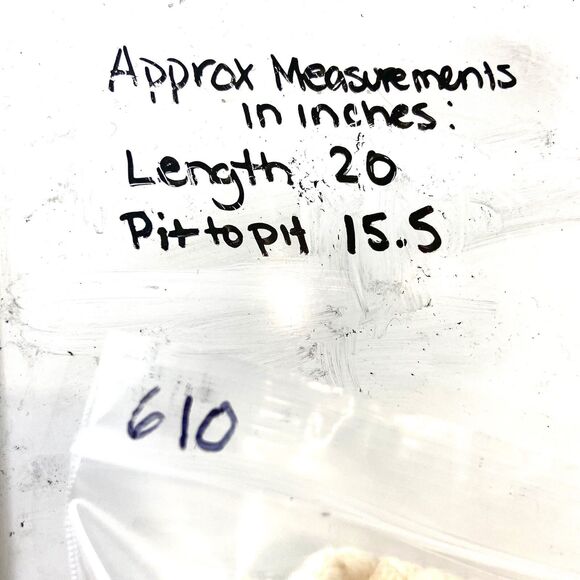 Approx Measurements
in inches:
Length 20
Pit to pit 15.5
610